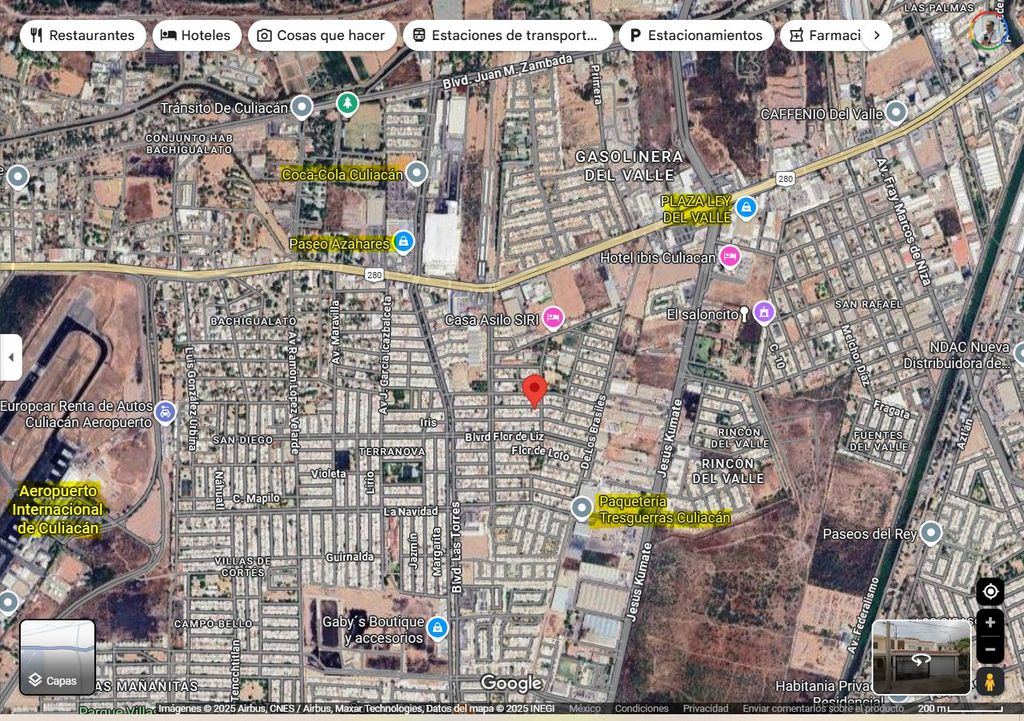 LAS PALMAS
Restaurantes
Hoteles
Cosas que hacer
Estaciones de transport...
Estacionamientos
Farmaci
Blvd. Juan M. Zambada
Primera
Tránsito De Culiacán
CAFFENIO Del Valle
CONJUNTO HAB
BACHIGUALATO
GASOLINERA
DEL VALLE
Coca-Cola Culiacán
280
Av. Fray Marcos de Niza
PLAZA LEY
DEL VALLE
Paseo Azahares
Hotel ibis Culiacan
280
SAN RAFAEL
BACHIGUALATO
Av. Maravilla
Av. J. García Icazbalceta
Casa Asilo SIRI
El saloncito
Av. Ramón López Velarde
Luis González Urbina
C. 10
Melchor Díaz
NDAC Nueva
Distribuidora de...
Europcar Renta de Autos
Culiacán Aeropuerto
Iris
De Los Brasiles
Jesús Kumate
Fragata
Aztlán
SAN DIEGO
Blvrd Flor de Liz
Flor de Loto
TERRANOVA
RINCÓN
DEL VALLE
FUENTES
DEL VALLE
Violeta
Lirio
Nahuatl
RINCÓN
DEL VALLE
Aeropuerto
Internacional
de Culiacán
C. Mapilo
La Navidad
Paquetería
Tresguerras Culiacán
Blvd. Las Torres
Jazmín
Margarita
Guirnalda
Paseos del Rey
VILLAS DE
CORTÉS
Jesús Kumate
Av. Federalismo
CAMPO BELLO
Gaby´s Boutique
y accesorios
Tencchtitlan
Capas
AS MAÑANITAS
Parque Villas
Google
Habitania Priva
Residencial
Imágenes © 2025 Airbus, CNES / Airbus, Maxar Technologies, Datos del mapa © 2025 INEGI
México
Condiciones
Privacidad
Enviar comentarios sobre el producto
200 m